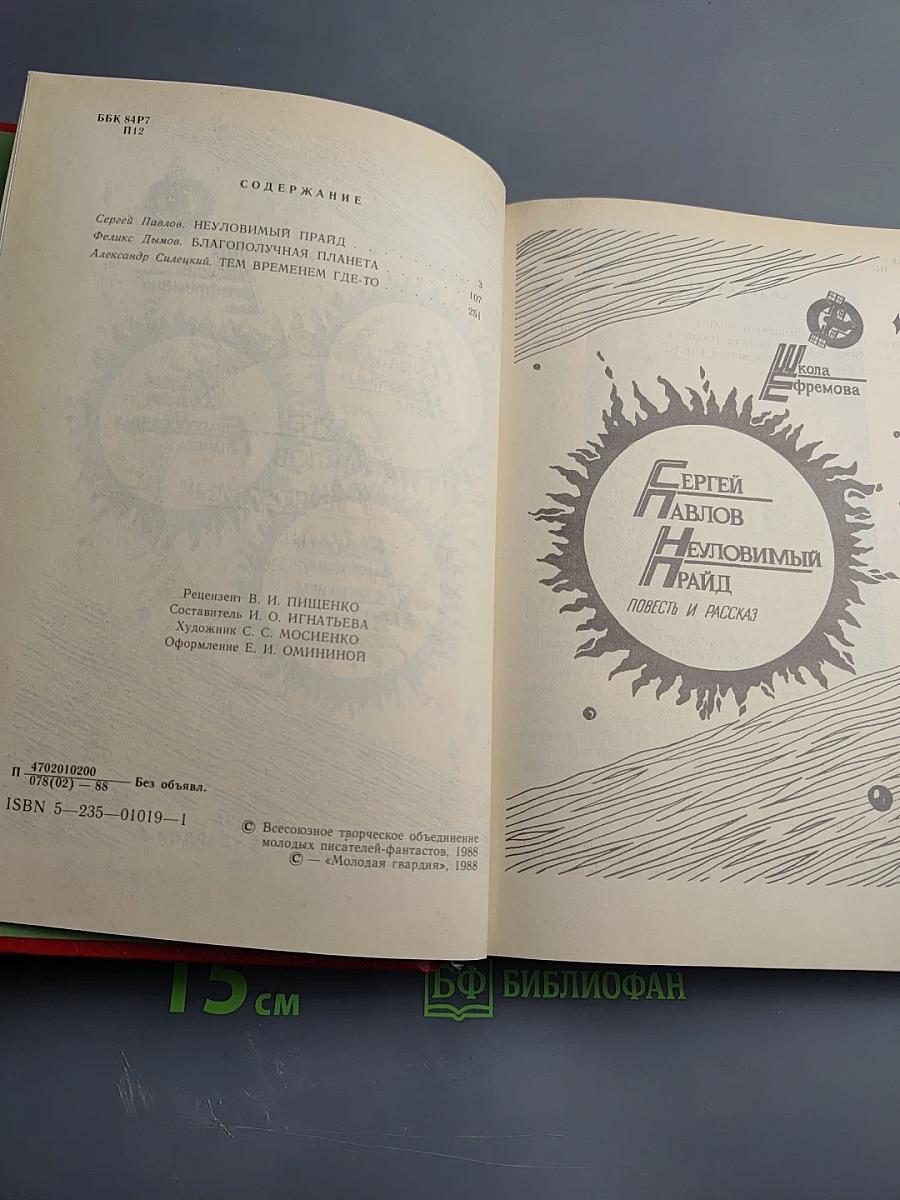 ББК 84Р7
П12
СОДЕРЖАНИЕ
Сергей Павлов. НЕУЛОВИМЫЙ ПРАЙД . . . . . . 3
Феликс Дымов. БЛАГОПОЛУЧНАЯ ПЛАНЕТА . . . . . 107
Александр Силецкий. ТЕМ ВРЕМЕНЕМ ГДЕ-ТО . . . . . 251
Рецензент В. И. ПИЩЕНКО
Составитель И. О. ИГНАТЬЕВА
Художник С. С. МОСИЕНКО
Оформление Е. И. ОМИНИНОЙ
П 4702010200
078(02) — 88 Без объявл.
ISBN 5—235—01019—1
© Всесоюзное творческое объединение
молодых писателей-фантастов, 1988
© — «Молодая гвардия», 1988
Школа
Ефремова
СЕРГЕЙ
ПАВЛОВ
НЕУЛОВИМЫЙ
ПРАЙД
ПОВЕСТЬ И РАССКАЗ
15 СМ
БФ БИБЛИОФАН